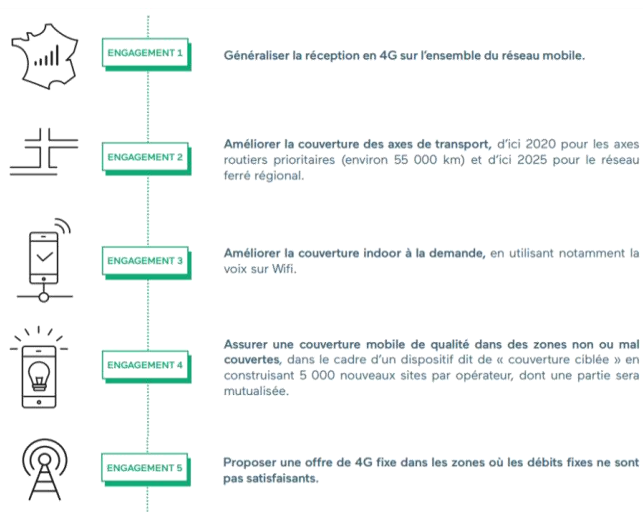 ENGAGEMENT 1
Généraliser la réception en 4G sur l'ensemble du réseau mobile.
ENGAGEMENT 2
Améliorer la couverture des axes de transport, d'ici 2020 pour les axes
routiers prioritaires (environ 55 000 km) et d'ici 2025 pour le réseau
ferré régional.
ENGAGEMENT 3
Améliorer la couverture indoor à la demande, en utilisant notamment la
voix sur Wifi.
ENGAGEMENT 4
Assurer une couverture mobile de qualité dans des zones non ou mal
couvertes, dans le cadre d'un dispositif dit de « couverture ciblée » en
construisant 5 000 nouveaux sites par opérateur, dont une partie sera
mutualisée.
ENGAGEMENT 5
Proposer une offre de 4G fixe dans les zones où les débits fixes ne sont
pas satisfaisants.